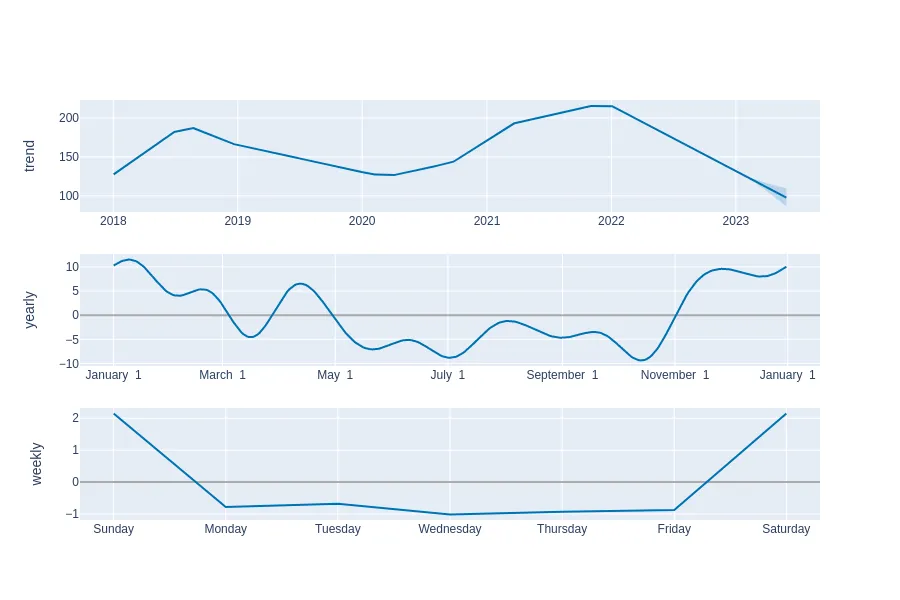 trend
200
150
100
2018 2019 2020 2021 2022 2023
yearly
10
5
0
−5
−10
January 1 March 1 May 1 July 1 September 1 November 1 January 1
weekly
2
1
0
−1
Sunday Monday Tuesday Wednesday Thursday Friday Saturday